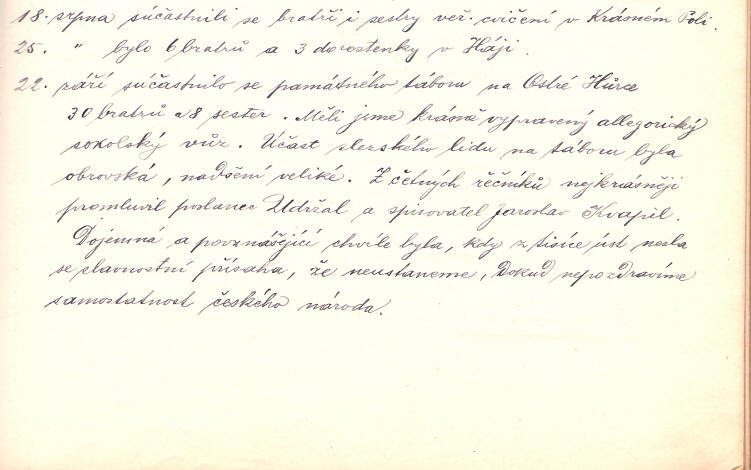 18. srpna súčastnili se bratři i sestry veř. cvičení v Krásném Poli.
25. " bylo 6 bratrů a 3 dorostenky v Háji.
22. září súčastnilo se památného táboru na Ostré Hůrce
30 bratrů a 8 sester. Měli jsme krásně vypravený allegorický
sokolský vůz. Účast slezského lidu na táboru byla
obrovská, nadšení veliké. Z četných řečníků nejkrásněji
promluvil poslanec Udržal a spisovatel Jaroslav Kvapil.
Dojemná a povznášející chvíle byla, kdy z tisíce úst nesla
se slavnostní přísaha, že neustaneme, dokud nepozdravíme
samostatnost českého národa.